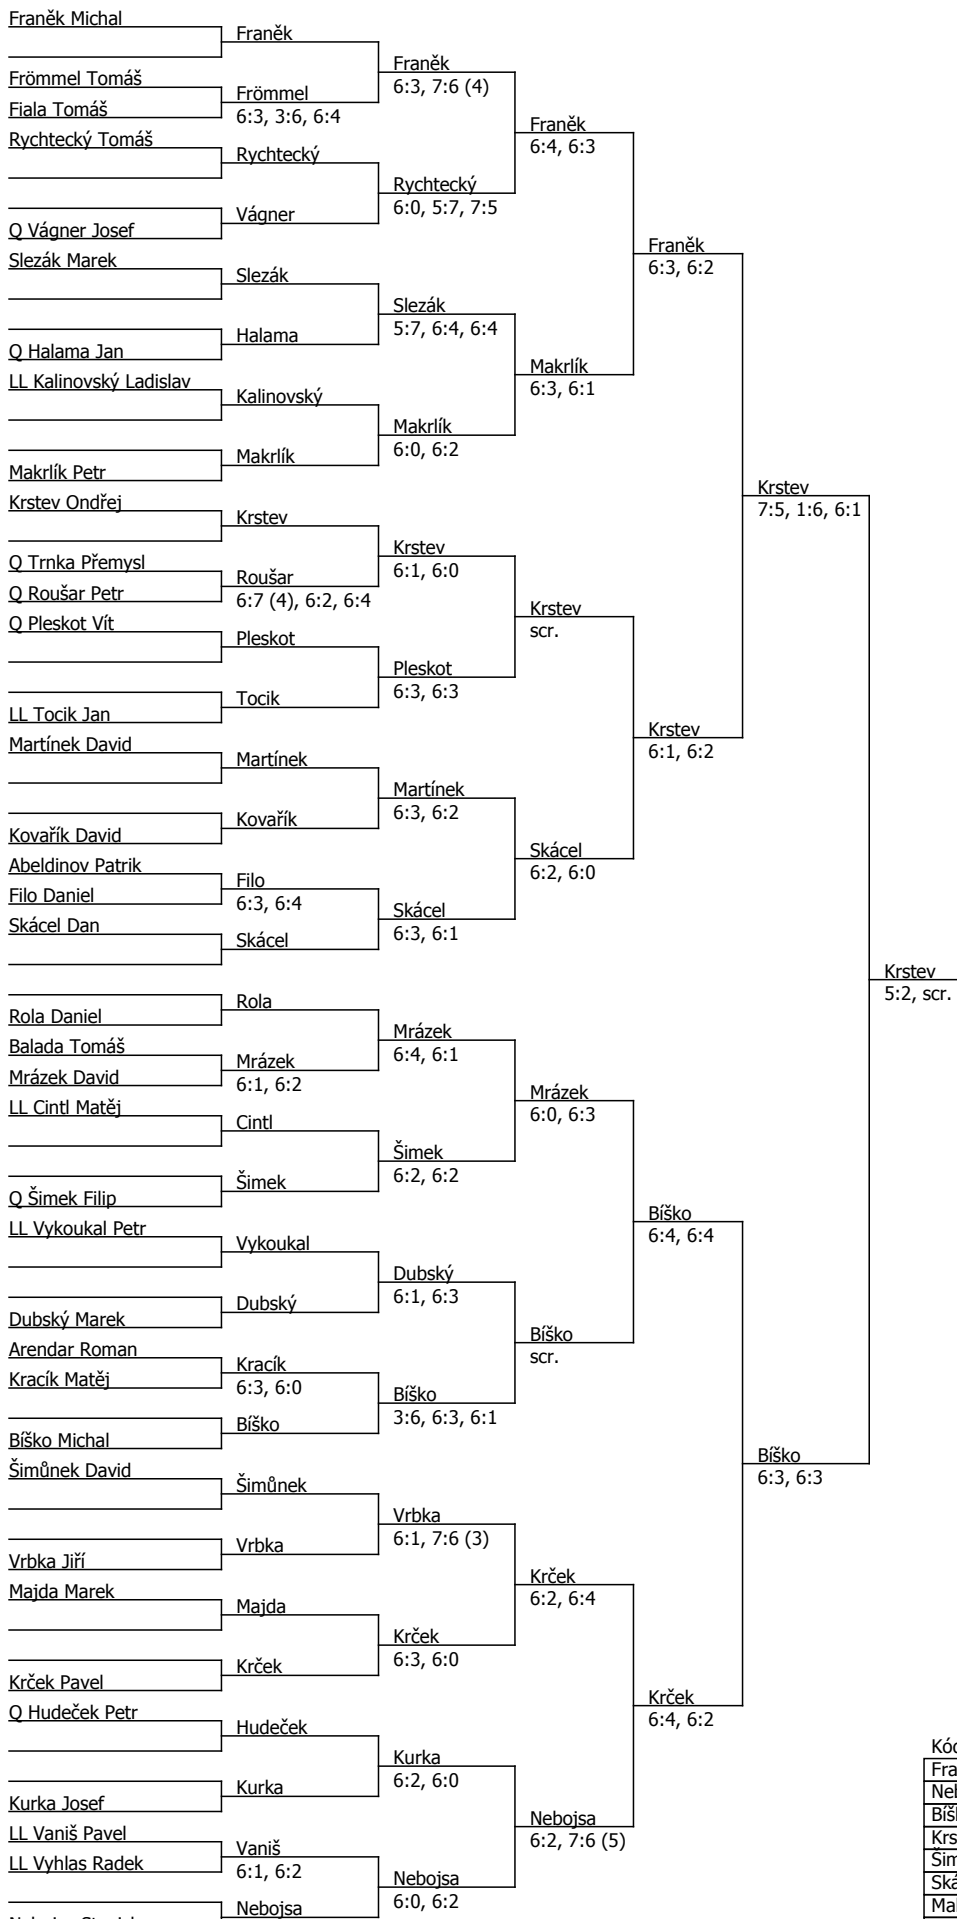 Franěk Michal
Frömmel Tomáš
Fiala Tomáš
Rychtecký Tomáš
Q Vágner Josef
Slezák Marek
Q Halama Jan
LL Kalinovský Ladislav
Makrlík Petr
Krstev Ondřej
Q Trnka Přemysl
Q Roušar Petr
Q Pleskot Vít
LL Tocik Jan
Martínek David
Kovařík David
Abeldinov Patrik
Filo Daniel
Skácel Dan
Rola Daniel
Balada Tomáš
Mrázek David
LL Cintl Matěj
Q Šimek Filip
LL Vykoukal Petr
Dubský Marek
Arendar Roman
Kracík Matěj
Bíško Michal
Šimůnek David
Vrbka Jiří
Majda Marek
Krček Pavel
Q Hudeček Petr
Kurka Josef
LL Vaniš Pavel
LL Vyhlas Radek
Franěk
Frömmel
6:3, 3:6, 6:4
Rychtecký
Vágner
Slezák
Halama
Kalinovský
Makrlík
Krstev
Roušar
6:7 (4), 6:2, 6:4
Pleskot
Tocik
Martínek
Kovařík
Filo
6:3, 6:4
Skácel
Rola
Mrázek
6:1, 6:2
Cintl
Šimek
Vykoukal
Dubský
Kracík
6:3, 6:0
Bíško
Šimůnek
Vrbka
Majda
Krček
Hudeček
Kurka
Vaniš
6:1, 6:2
Nebojsa
Franěk
6:3, 7:6 (4)
Rychtecký
6:0, 5:7, 7:5
Slezák
5:7, 6:4, 6:4
Makrlík
6:0, 6:2
Krstev
6:1, 6:0
Pleskot
6:3, 6:3
Martínek
6:3, 6:2
Skácel
6:3, 6:1
Mrázek
6:4, 6:1
Šimek
6:2, 6:2
Dubský
6:1, 6:3
Bíško
3:6, 6:3, 6:1
Vrbka
6:1, 7:6 (3)
Krček
6:3, 6:0
Kurka
6:2, 6:0
Nebojsa
6:0, 6:2
Franěk
6:4, 6:3
Makrlík
6:3, 6:1
Krstev
scr.
Skácel
6:2, 6:0
Mrázek
6:0, 6:3
Bíško
scr.
Krček
6:2, 6:4
Nebojsa
6:2, 7:6 (5)
Franěk
6:3, 6:2
Krstev
6:1, 6:2
Bíško
6:4, 6:4
Krček
6:4, 6:2
Krstev
7:5, 1:6, 6:1
Bíško
6:3, 6:3
Krstev
5:2, scr.